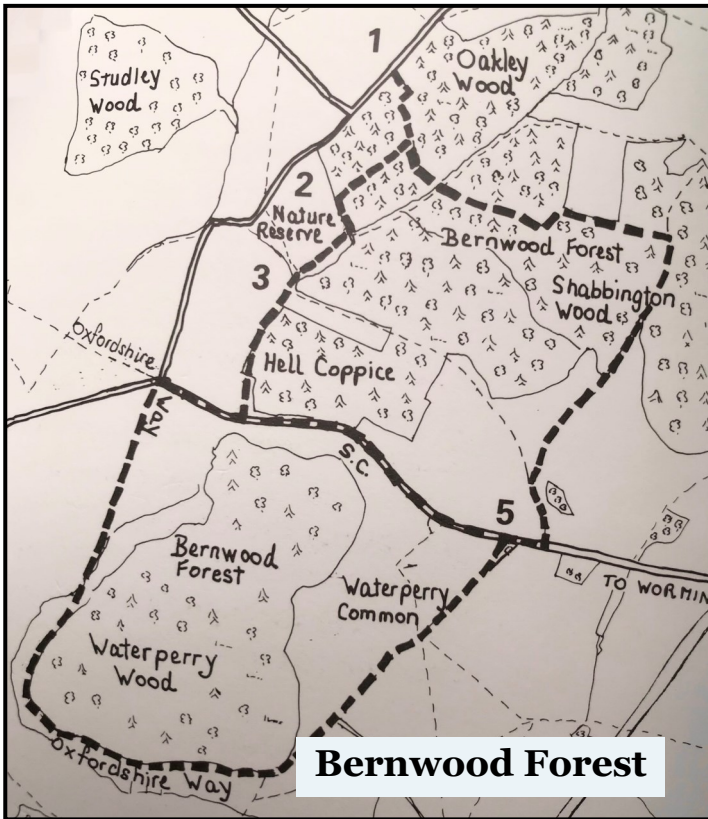 1
Studley
Wood
Oakley
Wood
2
Nature
Reserve
Bernwood Forest
3
Shabbington
Wood
Oxfordshire
Way
Hell Coppice
S.C.
5
Bernwood
Forest
Waterperry
Common
TO WORMIN
Waterperry
Wood
Oxfordshire Way
Bernwood Forest